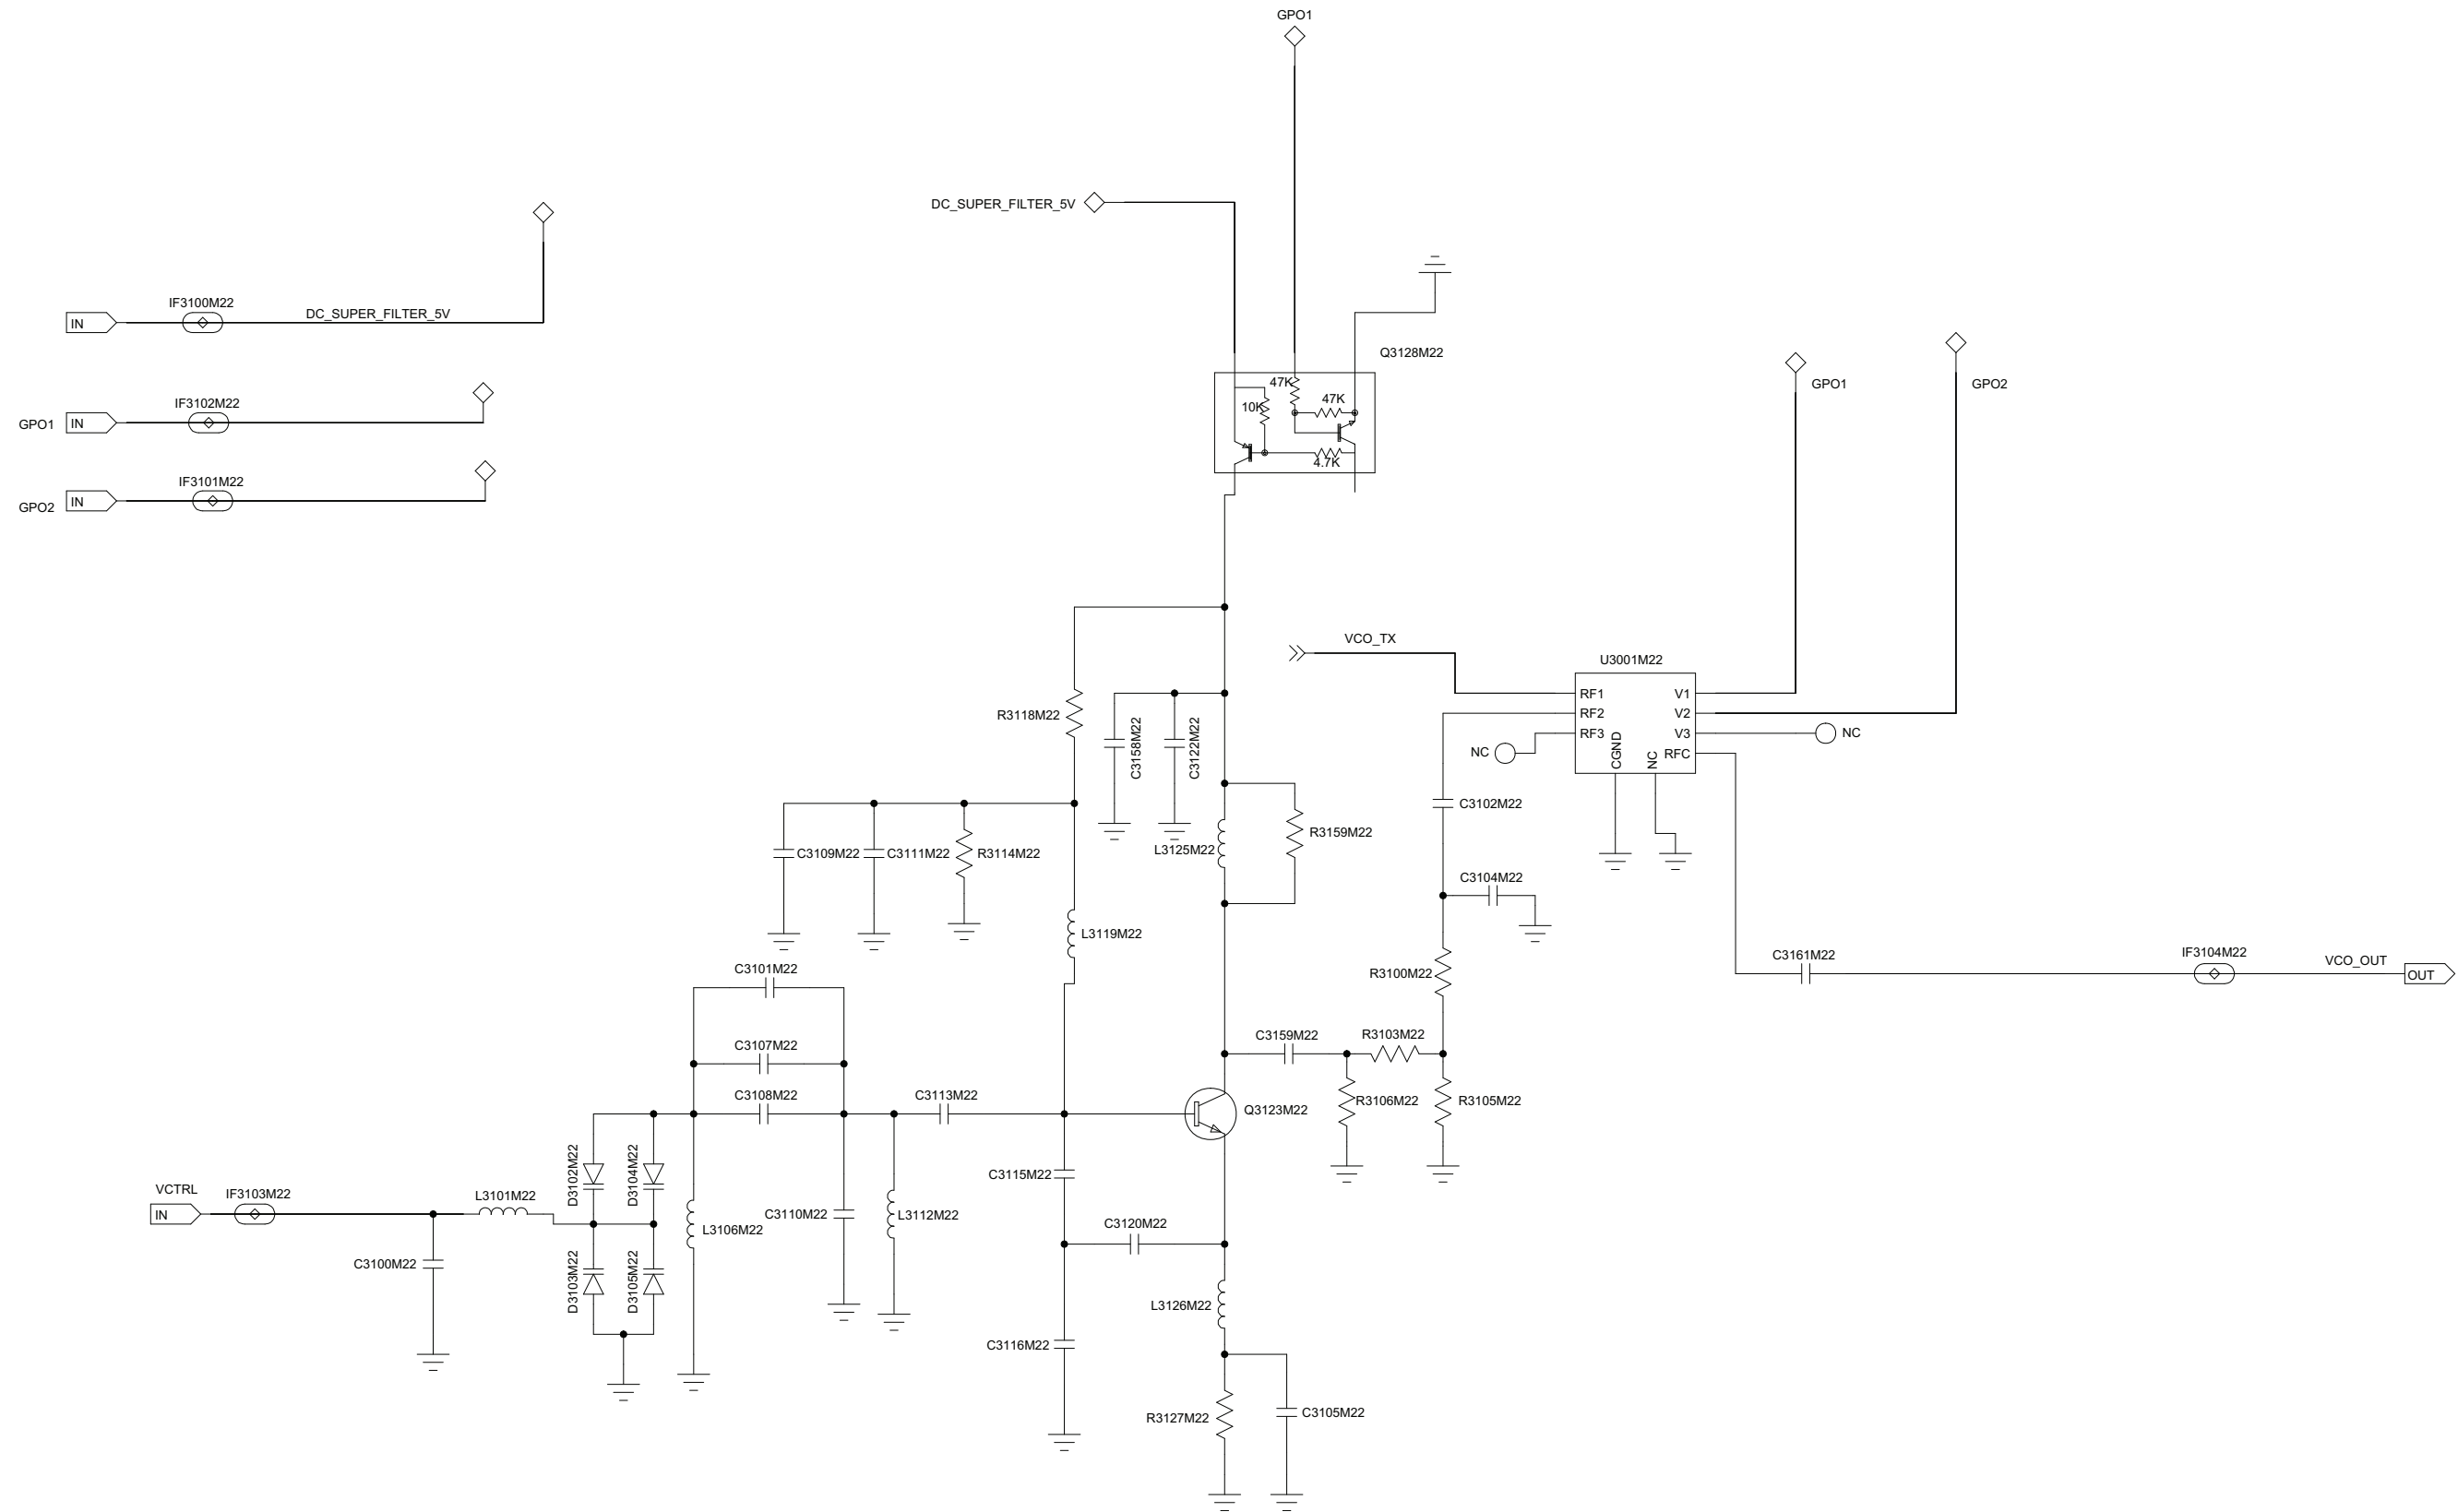 GPO1
DC_SUPER_FILTER_5V
IF3100M22
DC_SUPER_FILTER_5V
IN
Q3128M22
47K
47K
10K
4.7K
GPO1
GPO2
IF3102M22
GPO1
IN
IF3101M22
GPO2
IN
VCO_TX
U3001M22
RF1
V1
RF2
V2
RF3
V3
RFC
CGND
NC
NC
NC
R3118M22
C3158M22
C3122M22
C3102M22
C3109M22
C3111M22
R3114M22
L3125M22
R3159M22
C3104M22
L3119M22
C3101M22
R3100M22
C3161M22
IF3104M22
VCO_OUT
OUT
C3107M22
C3159M22
R3103M22
C3108M22
C3113M22
Q3123M22
R3106M22
R3105M22
D3102M22
D3104M22
C3115M22
VCTRL
IF3103M22
L3101M22
IN
C3110M22
L3112M22
L3106M22
C3120M22
C3100M22
D3103M22
D3105M22
L3126M22
C3116M22
R3127M22
C3105M22